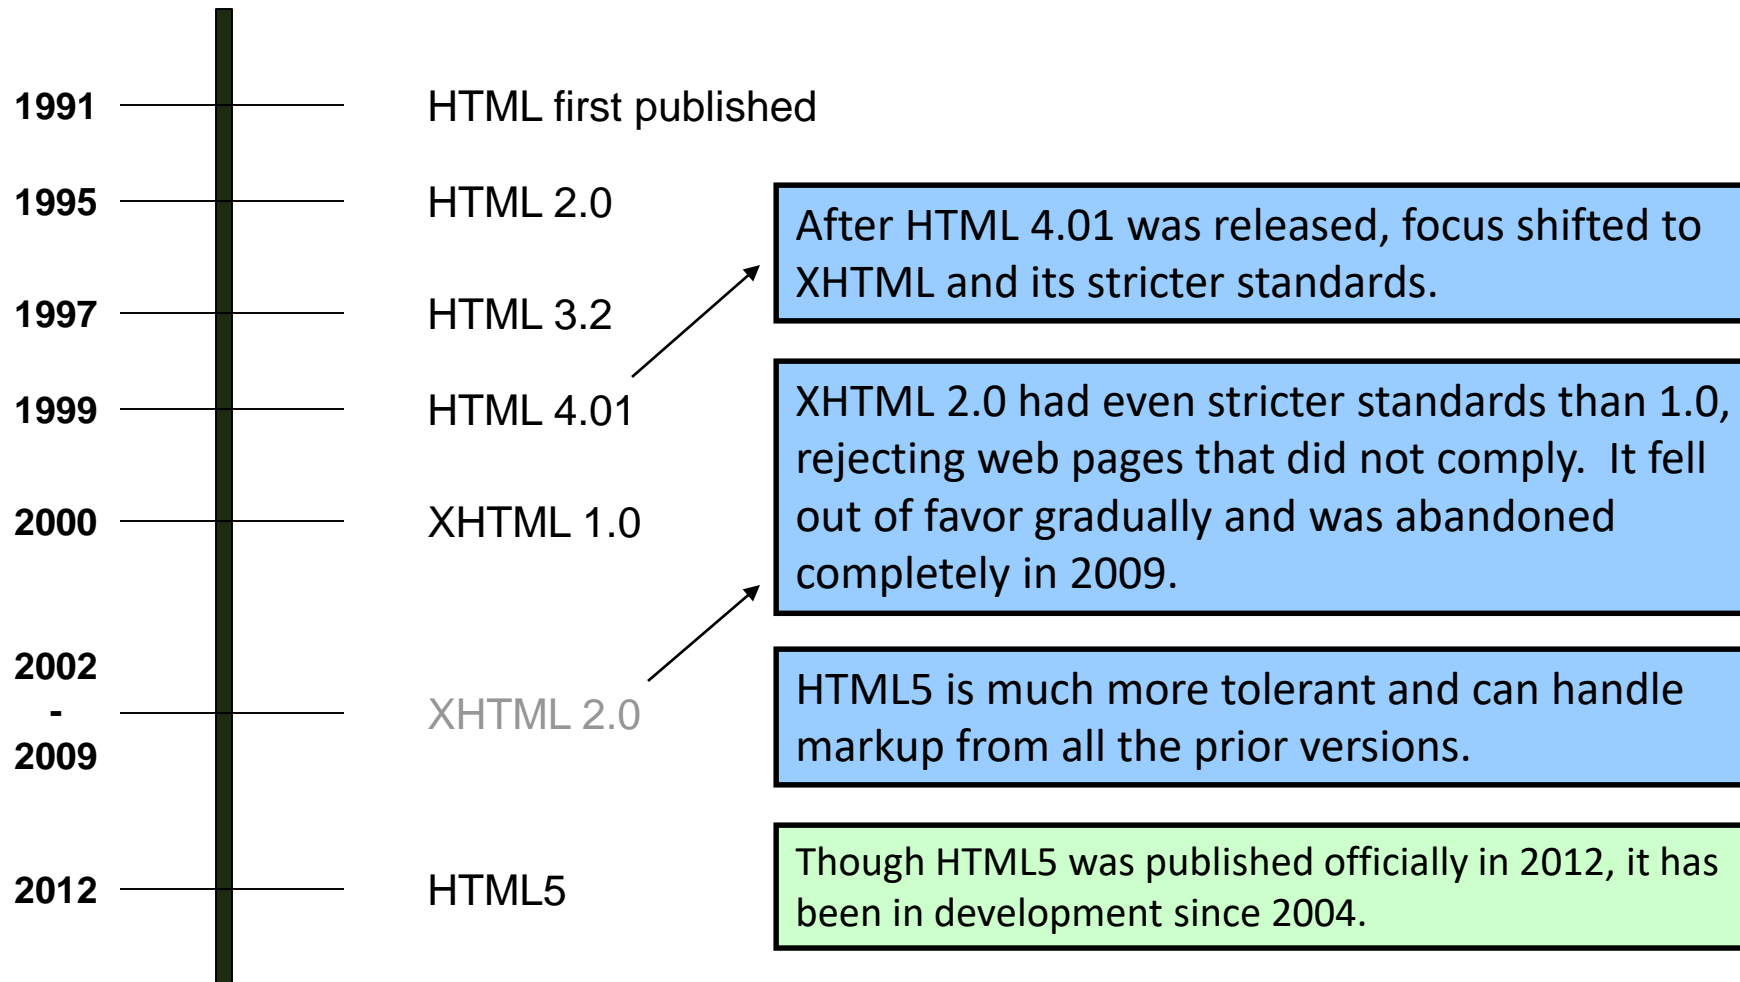 1991 HTML first published
1995 HTML 2.0
After HTML 4.01 was released, focus shifted to
XHTML and its stricter standards.
1997 HTML 3.2
1999 HTML 4.01
XHTML 2.0 had even stricter standards than 1.0,
rejecting web pages that did not comply.  It fell
out of favor gradually and was abandoned
completely in 2009.
2000 XHTML 1.0
2002
-
2009
XHTML 2.0
HTML5 is much more tolerant and can handle
markup from all the prior versions.
2012 HTML5
Though HTML5 was published officially in 2012, it has
been in development since 2004.